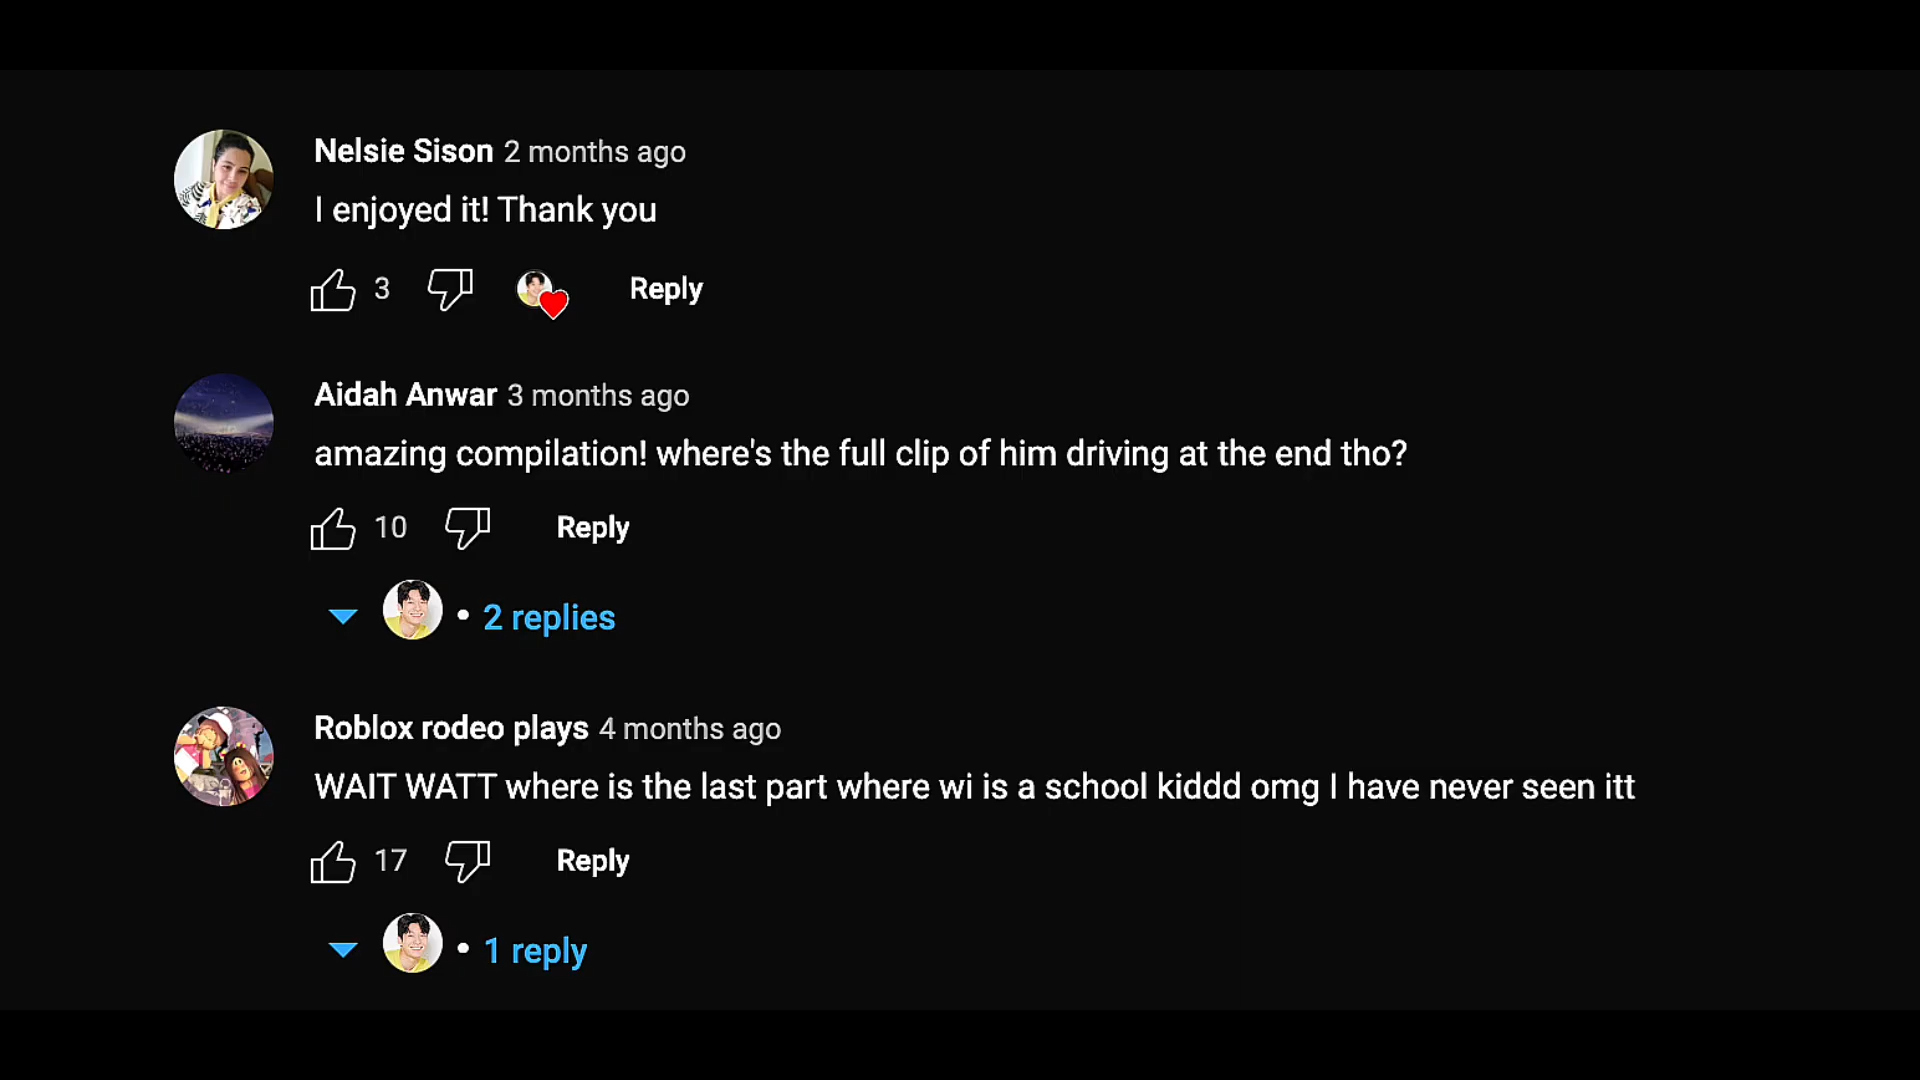 Nelsie Sison 2 months ago
I enjoyed it! Thank you
3 Reply
Aidah Anwar 3 months ago
amazing compilation! where's the full clip of him driving at the end tho?
10 Reply
• 2 replies
Roblox rodeo plays 4 months ago
WAIT WATT where is the last part where wi is a school kiddd omg I have never seen itt
17 Reply
• 1 reply